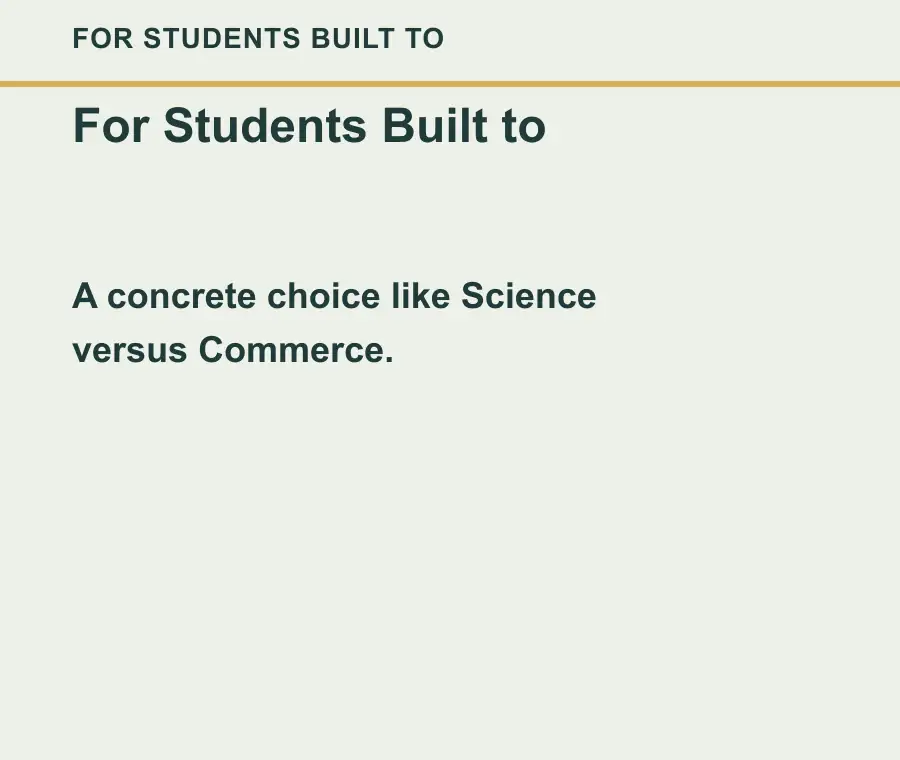 FOR STUDENTS BUILT TO
For Students Built to
A concrete choice like Science
versus Commerce.